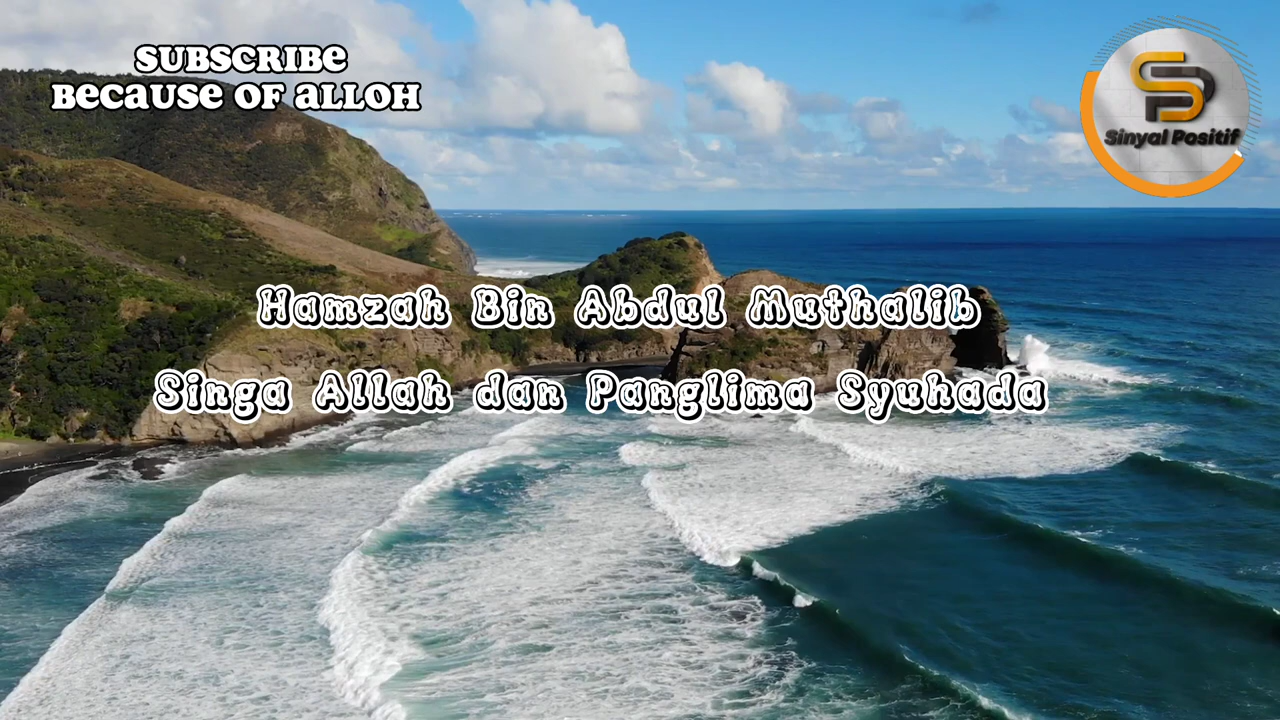 SUBSCRIBE
BECAUSE OF ALLOH
SP
Sinyal Positif
Hamzah Bin Abdul Muthalib
Singa Allah dan Panglima Syuhada